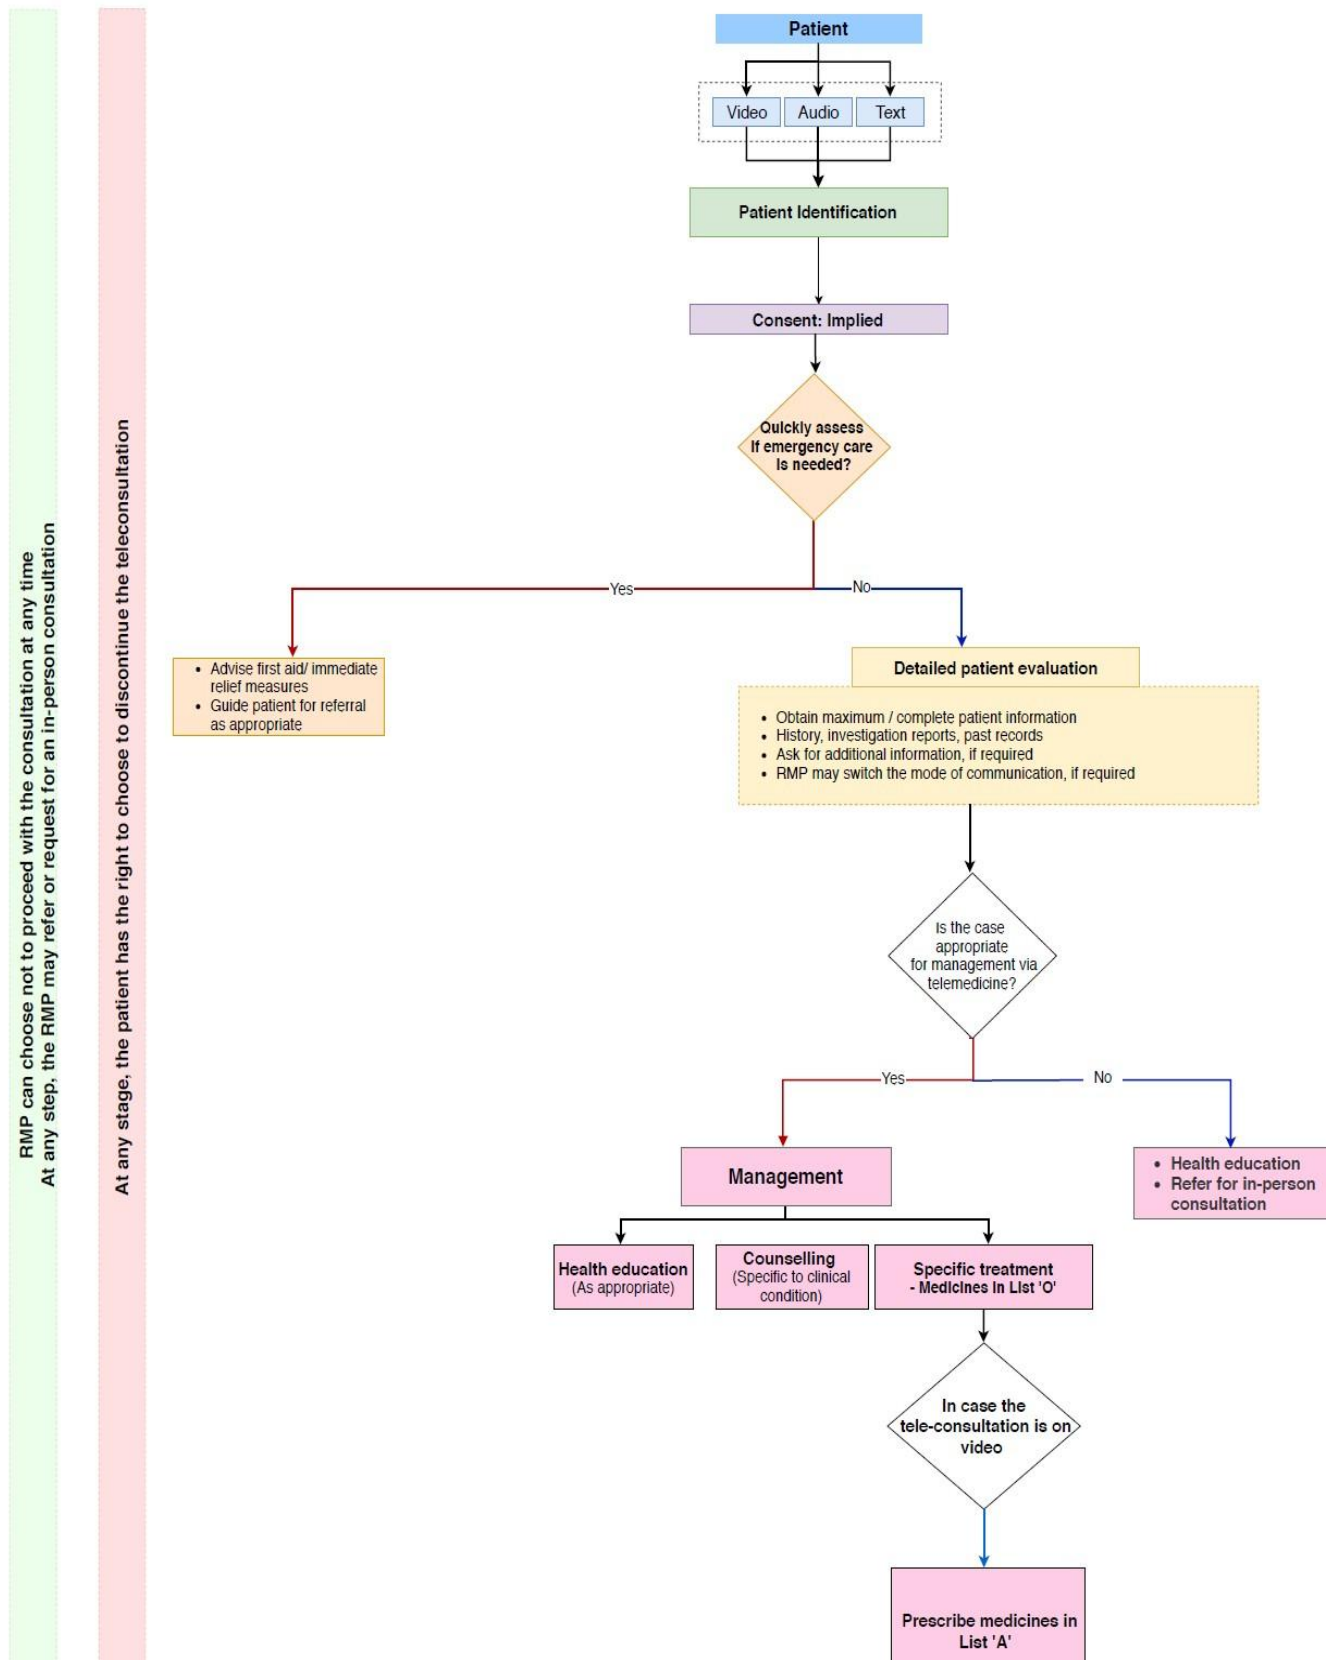 RMP can choose not to proceed with the consultation at any time
At any step, the RMP may refer or request for an in-person consultation
At any stage, the patient has the right to choose to discontinue the teleconsultation
Patient
Video
Audio
Text
Patient Identification
Consent: Implied
Quickly assess
if emergency care
is needed?
Yes
No
• Advise first aid/ immediate
relief measures
• Guide patient for referral
as appropriate
Detailed patient evaluation
• Obtain maximum / complete patient information
• History, investigation reports, past records
• Ask for additional information, if required
• RMP may switch the mode of communication, if required
Is the case
appropriate
for management via
telemedicine?
Yes
No
Management
• Health education
• Refer for in-person
consultation
Health education
(As appropriate)
Counselling
(Specific to clinical
condition)
Specific treatment
- Medicines in List 'O'
In case the
tele-consultation is on
video
Prescribe medicines in
List 'A'